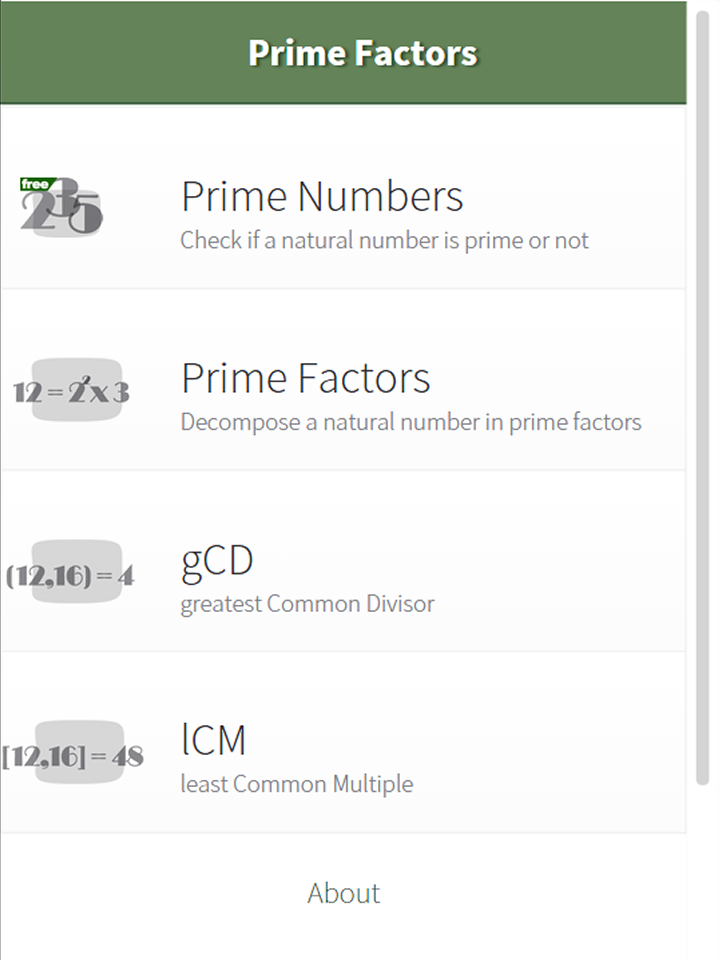 Prime Factors
free
235
Prime Numbers
Check if a natural number is prime or not
12 = 2²x 3
Prime Factors
Decompose a natural number in prime factors
(12,16) = 4
gCD
greatest Common Divisor
[12,16] = 48
lCM
least Common Multiple
About